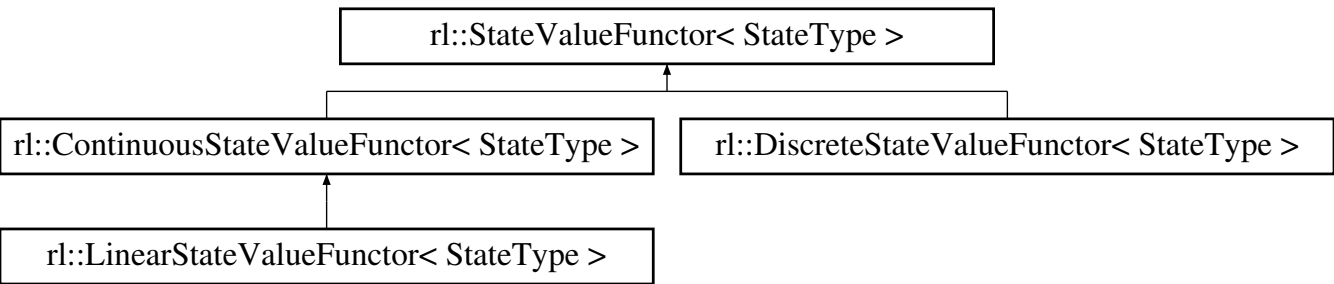 rl::StateValueFunctor< StateType >
rl::ContinuousStateValueFunctor< StateType >
rl::DiscreteStateValueFunctor< StateType >
rl::LinearStateValueFunctor< StateType >